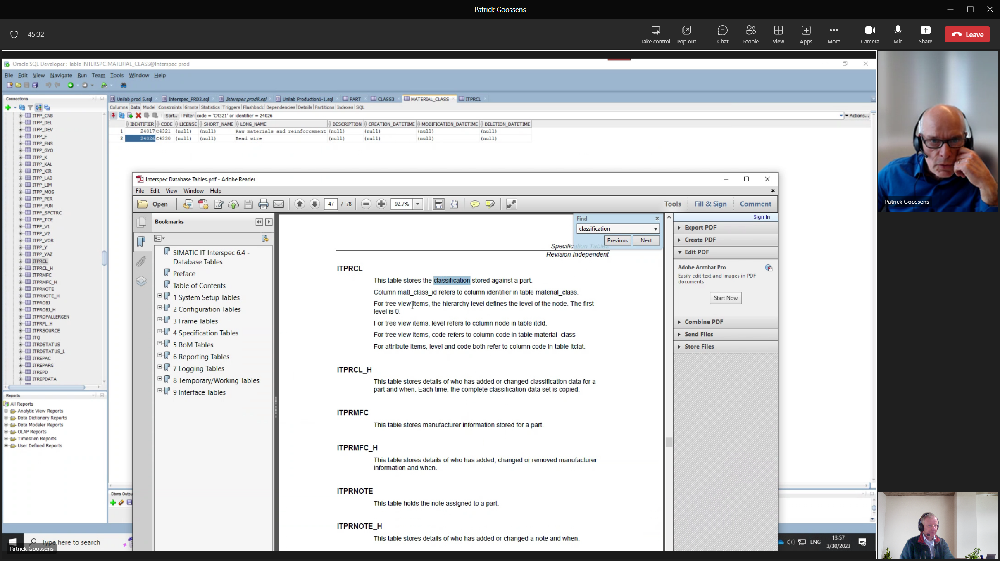 Patrick Goossens
45:32
Take control
Pop out
Chat
People
View
Apps
More
Camera
Mic
Share
Leave
Oracle SQL Developer : Table INTERSPC.MATERIAL_CLASS@Interspec prod
File Edit View Navigate Run Team Tools Window Help
Connections
Unilab prod 5.sql
Interspec_PRD2.sql
Interspec prod8.sql
Unilab Production1-1.sql
PART
CLASS3
MATERIAL_CLASS
ITPRCL
Columns Data Model Constraints Grants Statistics Triggers Flashback Dependencies Details Partitions Indexes SQL
Sort.. Filter: code = 'C4321' or identifier = 24026
Actions...
IDENTIFIER CODE LICENSE SHORT_NAME LONG_NAME DESCRIPTION CREATION_DATETIME MODIFICATION_DATETIME DELETION_DATETIME
1 24017 C4321 (null) (null) Raw materials and reinforcement (null) (null) (null) (null)
2 24026 C4330 (null) (null) Bead wire (null) (null) (null) (null)
ITPP_CNB
ITPP_DEL
ITPP_DEV
ITPP_E
ITPP_ENS
ITPP_GYO
ITPP_K
ITPP_KAL
ITPP_KIR
ITPP_LAD
ITPP_LIM
ITPP_MOS
ITPP_PER
ITPP_PUN
ITPP_SPCTRC
ITPP_TCE
ITPP_V1
ITPP_V2
ITPP_VOR
ITPP_Y
ITPP_YAZ
ITPRCL
ITPRCL_H
ITPRMFC
ITPRMFC_H
ITPRNOTE
ITPRNOTE_H
ITPROBJ
ITPROBJ_H
ITPROPALLERGEN
ITPRPL_H
ITPRSOURCE
ITQ
ITRDSTATUS
ITRDSTATUS_L
ITREPAC
ITREPARG
ITREPD
ITREPDATA
Reports
All Reports
Analytic View Reports
Data Dictionary Reports
Data Modeler Reports
OLAP Reports
TimesTen Reports
User Defined Reports
Dbms Outpu
Interspec Database Tables.pdf - Adobe Reader
File Edit View Window Help
Open
47 / 78
92.7%
Tools
Fill & Sign
Comment
Bookmarks
SIMATIC IT Interspec 6.4 -
Database Tables
Preface
Table of Contents
1 System Setup Tables
2 Configuration Tables
3 Frame Tables
4 Specification Tables
5 BoM Tables
6 Reporting Tables
7 Logging Tables
8 Temporary/Working Tables
9 Interface Tables
Find
classification
Previous
Next
Specification Tables
Revision Independent
ITPRCL
This table stores the classification stored against a part.
Column matl_class_id refers to column identifier in table material_class.
For tree view items, the hierarchy level defines the level of the node. The first
level is 0.
For tree view items, level refers to column node in table itcld.
For tree view items, code refers to column code in table material_class
For attribute items, level and code both refer to column code in table itclat.
ITPRCL_H
This table stores details of who has added or changed classification data for a
part and when. Each time, the complete classification data set is copied.
ITPRMFC
This table stores manufacturer information stored for a part.
ITPRMFC_H
This table stores details of who has added, changed or removed manufacturer
information and when.
ITPRNOTE
This table holds the note assigned to a part.
ITPRNOTE_H
This table stores details of who has added or changed a note and when.
Sign In
Export PDF
Create PDF
Edit PDF
Adobe Acrobat Pro
Easily edit text and images in PDF
documents
Start Now
Combine PDF
Send Files
Store Files
Type here to search
Patrick Goossens
ENG
13:57
3/30/2023
Patrick Goossens